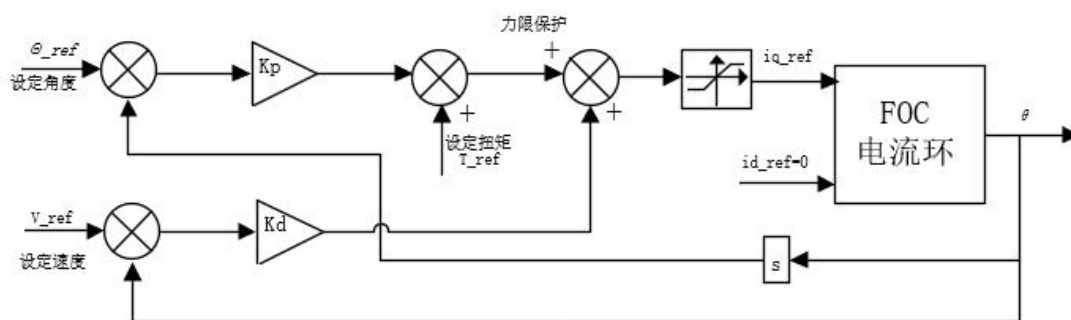 力限保护
Θ_ref
设定角度
Kp
+
+
设定扭矩
T_ref
+
iq_ref
FOC
电流环
θ
id_ref=0
V_ref
设定速度
Kd
s